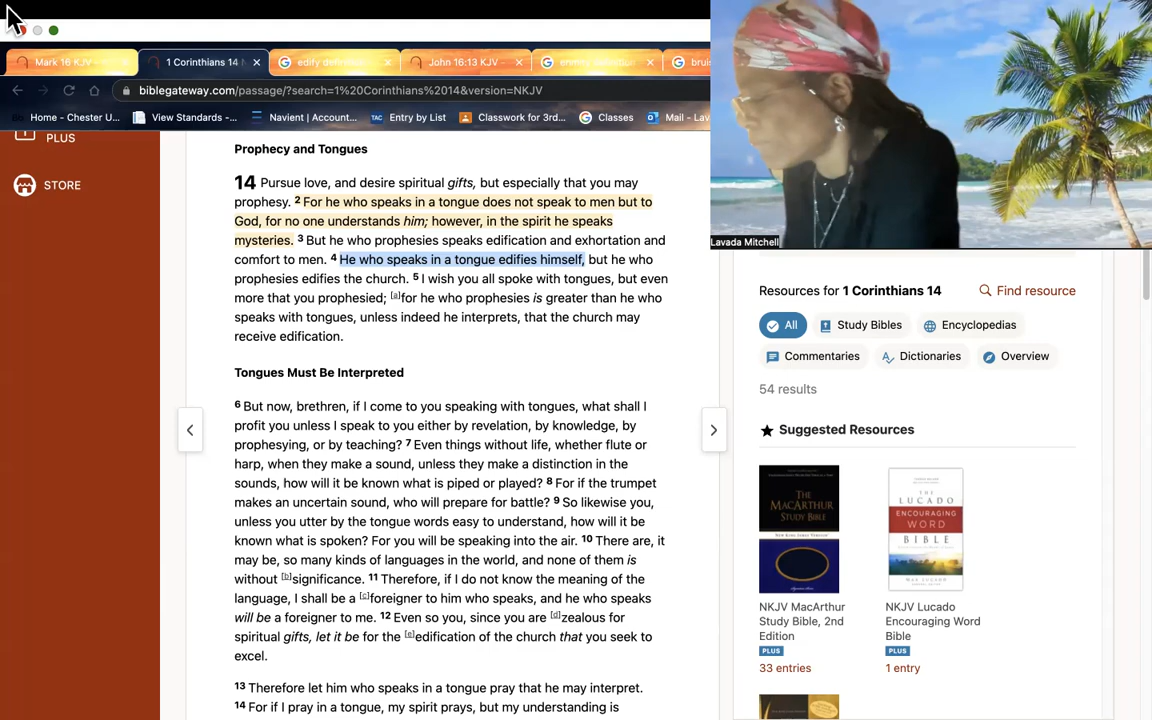 Mark 16 KJV -
1 Corinthians 14
edify defin
John 16:13 KJV -
biblegateway.com/passage/?search=1%20Corinthians%2014&version=NKJV
Home - Chester U...
View Standards -...
Navient | Account...
TAC Entry by List
Classwork for 3rd...
Classes
Mail - Lav
Lavada Mitchell
PLUS
STORE
Prophecy and Tongues
14 Pursue love, and desire spiritual gifts, but especially that you may
prophesy. 2 For he who speaks in a tongue does not speak to men but to
God, for no one understands him; however, in the spirit he speaks
mysteries. 3 But he who prophesies speaks edification and exhortation and
comfort to men. 4 He who speaks in a tongue edifies himself, but he who
prophesies edifies the church. 5 I wish you all spoke with tongues, but even
more that you prophesied; [a]for he who prophesies is greater than he who
speaks with tongues, unless indeed he interprets, that the church may
receive edification.
Tongues Must Be Interpreted
6 But now, brethren, if I come to you speaking with tongues, what shall I
profit you unless I speak to you either by revelation, by knowledge, by
prophesying, or by teaching? 7 Even things without life, whether flute or
harp, when they make a sound, unless they make a distinction in the
sounds, how will it be known what is piped or played? 8 For if the trumpet
makes an uncertain sound, who will prepare for battle? 9 So likewise you,
unless you utter by the tongue words easy to understand, how will it be
known what is spoken? For you will be speaking into the air. 10 There are, it
may be, so many kinds of languages in the world, and none of them is
without [b]significance. 11 Therefore, if I do not know the meaning of the
language, I shall be a [c]foreigner to him who speaks, and he who speaks
will be a foreigner to me. 12 Even so you, since you are [d]zealous for
spiritual gifts, let it be for the [e]edification of the church that you seek to
excel.
13 Therefore let him who speaks in a tongue pray that he may interpret.
14 For if I pray in a tongue, my spirit prays, but my understanding is
Resources for 1 Corinthians 14
Find resource
All
Study Bibles
Encyclopedias
Commentaries
Dictionaries
Overview
54 results
Suggested Resources
THE
MACARTHUR
STUDY BIBLE
THE
LUCADO
ENCOURAGING
WORD
BIBLE
MAX LUCADO
NKJV MacArthur
Study Bible, 2nd
Edition
PLUS
33 entries
NKJV Lucado
Encouraging Word
Bible
PLUS
1 entry